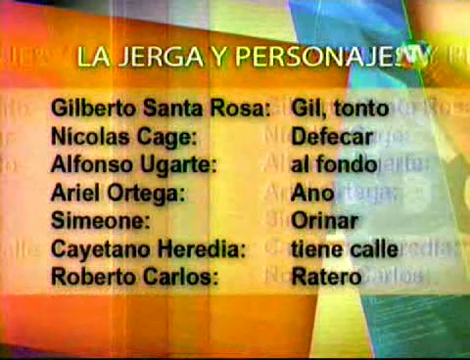 LA JERGA Y PERSONAJES
Gilberto Santa Rosa: Gil, tonto
Nicolas Cage: Defecar
Alfonso Ugarte: al fondo
Ariel Ortega: Ano
Simeone: Orinar
Cayetano Heredia: tiene calle
Roberto Carlos: Ratero